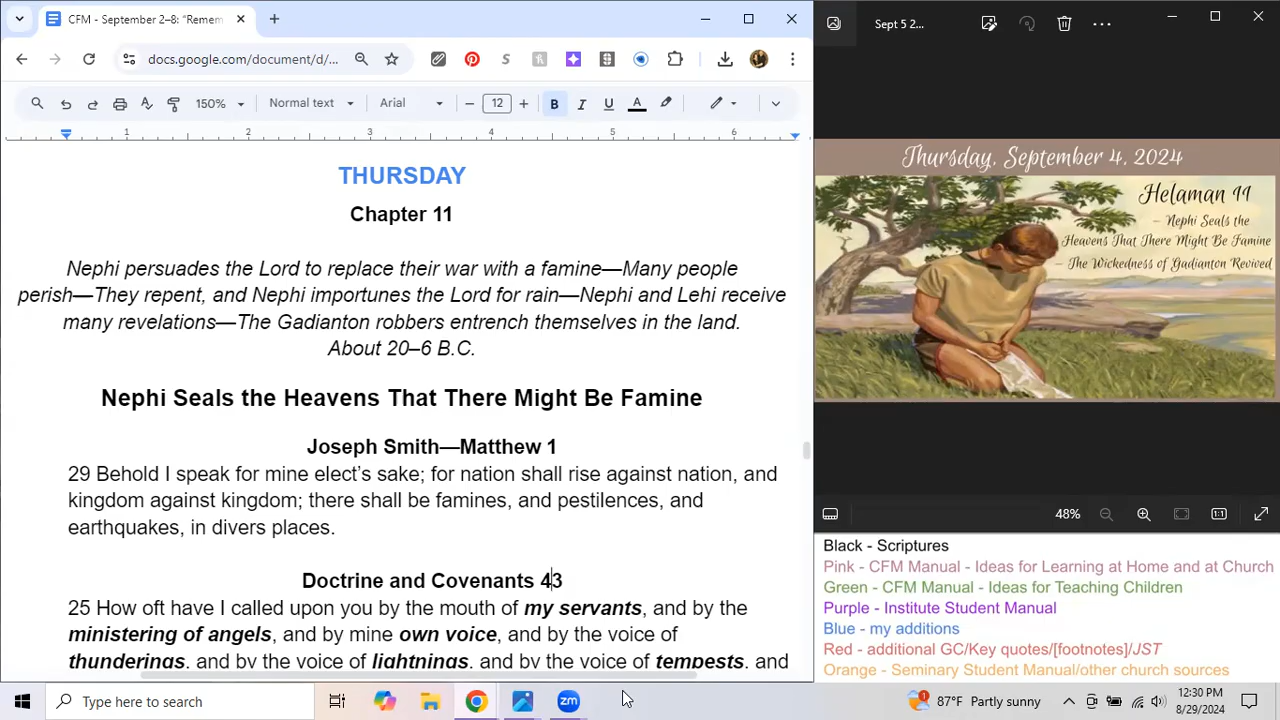 CFM - September 2–8: "Remem
docs.google.com/document/d/...
150%
Normal text
Arial
12
B
I
U
A
1
2
3
4
5
6
THURSDAY
Chapter 11
Nephi persuades the Lord to replace their war with a famine—Many people
perish—They repent, and Nephi importunes the Lord for rain—Nephi and Lehi receive
many revelations—The Gadianton robbers entrench themselves in the land.
About 20–6 B.C.
Nephi Seals the Heavens That There Might Be Famine
Joseph Smith—Matthew 1
29 Behold I speak for mine elect's sake; for nation shall rise against nation, and
kingdom against kingdom; there shall be famines, and pestilences, and
earthquakes, in divers places.
Doctrine and Covenants 43
25 How oft have I called upon you by the mouth of my servants, and by the
ministering of angels, and by mine own voice, and by the voice of
thunderings, and by the voice of lightnings, and by the voice of tempests, and
Sept 5 2...
Thursday, September 4, 2024
Helaman 11
– Nephi Seals the
Heavens That There Might Be Famine
– The Wickedness of Gadianton Revived
48%
1:1
Black - Scriptures
Pink - CFM Manual - Ideas for Learning at Home and at Church
Green - CFM Manual - Ideas for Teaching Children
Purple - Institute Student Manual
Blue - my additions
Red - additional GC/Key quotes/[footnotes]/JST
Orange - Seminary Student Manual/other church sources
Type here to search
zm
1
87°F Partly sunny
12:30 PM
8/29/2024